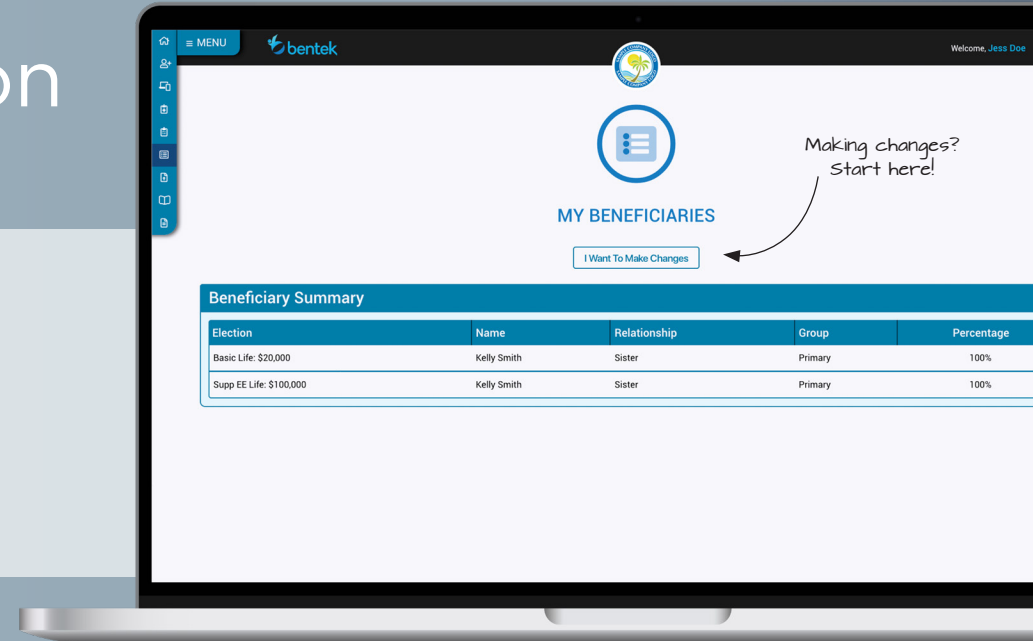 on
≡ MENU
bentek
Welcome, Jess Doe
Making changes?
Start here!
MY BENEFICIARIES
I Want To Make Changes
Beneficiary Summary
Election Name Relationship Group Percentage
Basic Life: $20,000 Kelly Smith Sister Primary 100%
Supp EE Life: $100,000 Kelly Smith Sister Primary 100%